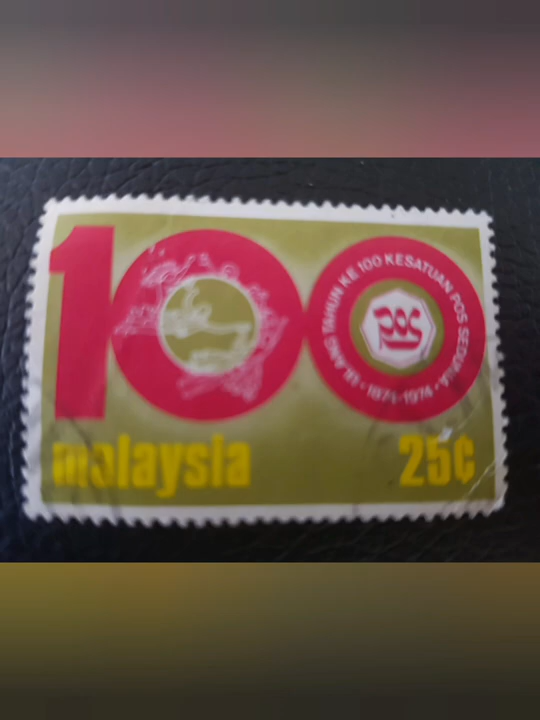 100
ULANG TAHUN KE 100 KESATUAN POS SEDUNIA
• 1874-1974 •
malaysia
25¢